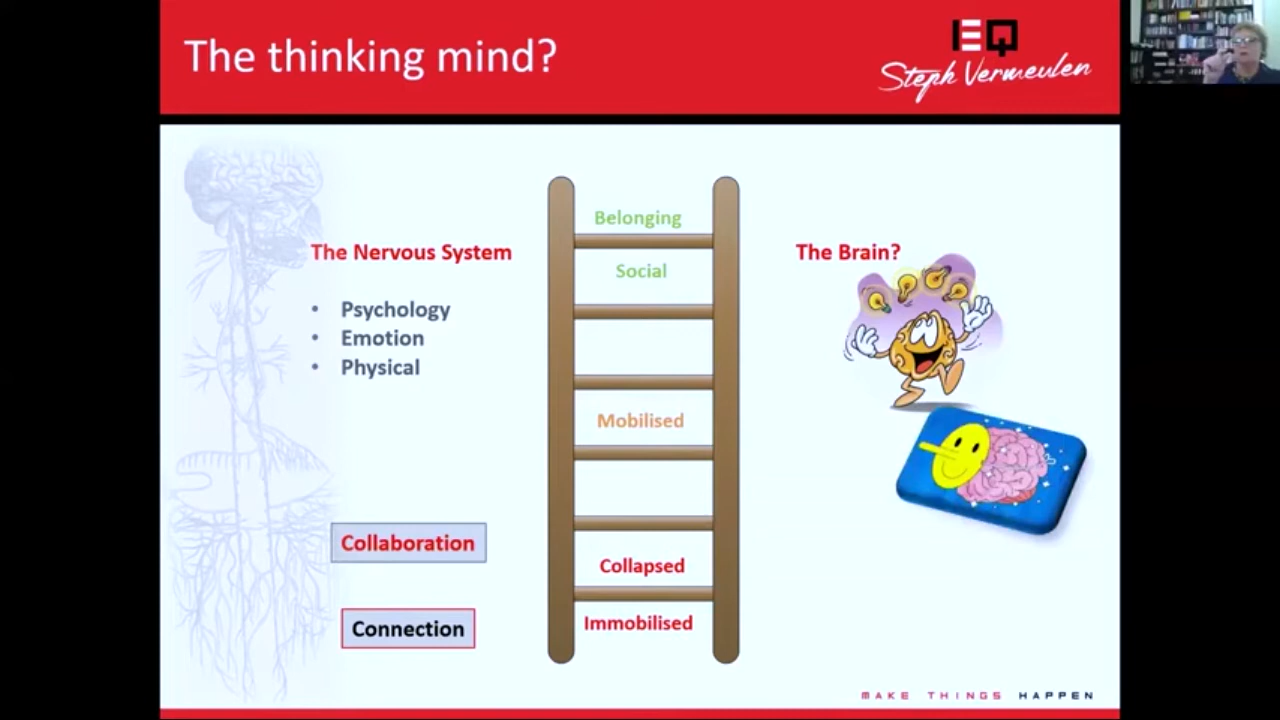 The thinking mind?
EQ
Steph Vermeulen
The Nervous System
• Psychology
• Emotion
• Physical
Collaboration
Connection
Belonging
Social
Mobilised
Collapsed
Immobilised
The Brain?
MAKE THINGS HAPPEN